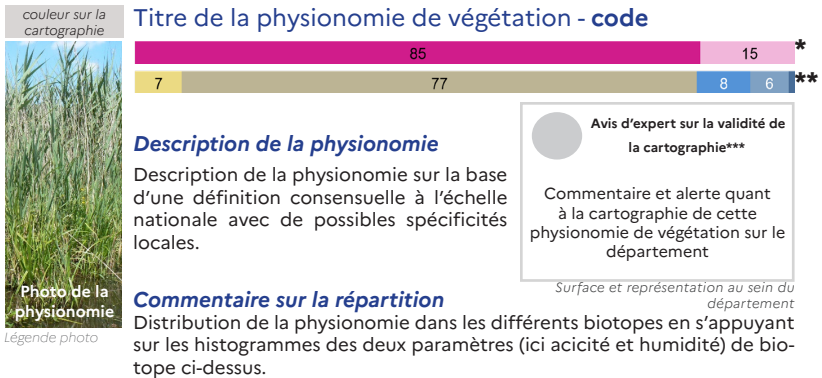 couleur sur la
cartographie
Titre de la physionomie de végétation - code
85 15 *
7 77 8 6 **
Description de la physionomie
Description de la physionomie sur la base
d’une définition consensuelle à l’échelle
nationale avec de possibles spécificités
locales.
Avis d’expert sur la validité de
la cartographie***
Commentaire et alerte quant
à la cartographie de cette
physionomie de végétation sur le
département
Surface et représentation au sein du
département
Photo de la
physionomie
Légende photo
Commentaire sur la répartition
Distribution de la physionomie dans les différents biotopes en s’appuyant
sur les histogrammes des deux paramètres (ici acicité et humidité) de bio-
tope ci-dessus.